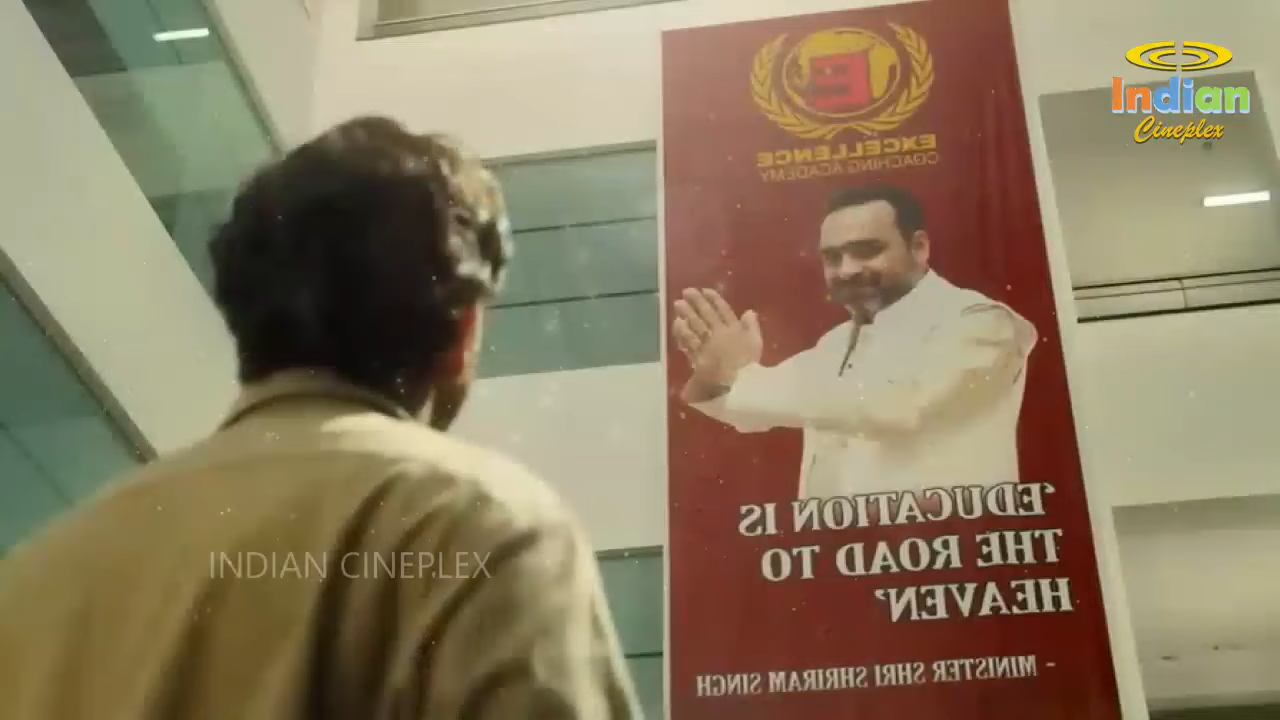 Indian
Cineplex
E
EXCELLENCE
COACHING ACADEMY
'EDUCATION IS
THE ROAD TO
HEAVEN'
- MINISTER SHRI SHRIRAM SINGH
INDIAN CINEPLEX